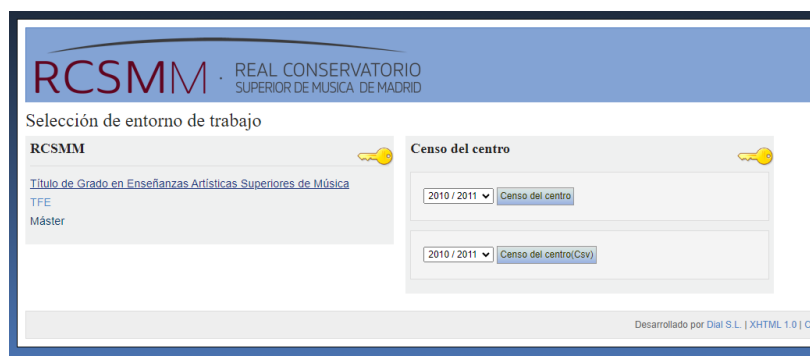 RCSMM · REAL CONSERVATORIO
SUPERIOR DE MUSICA DE MADRID
Selección de entorno de trabajo
RCSMM
Título de Grado en Enseñanzas Artísticas Superiores de Música
TFE
Máster
Censo del centro
2010 / 2011 Censo del centro
2010 / 2011 Censo del centro(Csv)
Desarrollado por Dial S.L. | XHTML 1.0 |